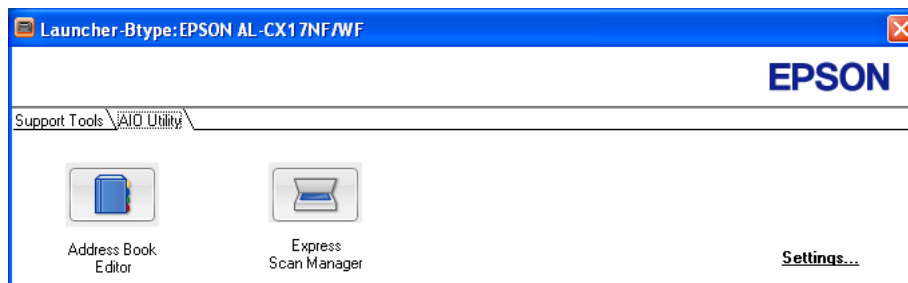 Launcher-Btype:EPSON AL-CX17NF/WF
EPSON
Support Tools
AIO Utility
Address Book
Editor
Express
Scan Manager
Settings...